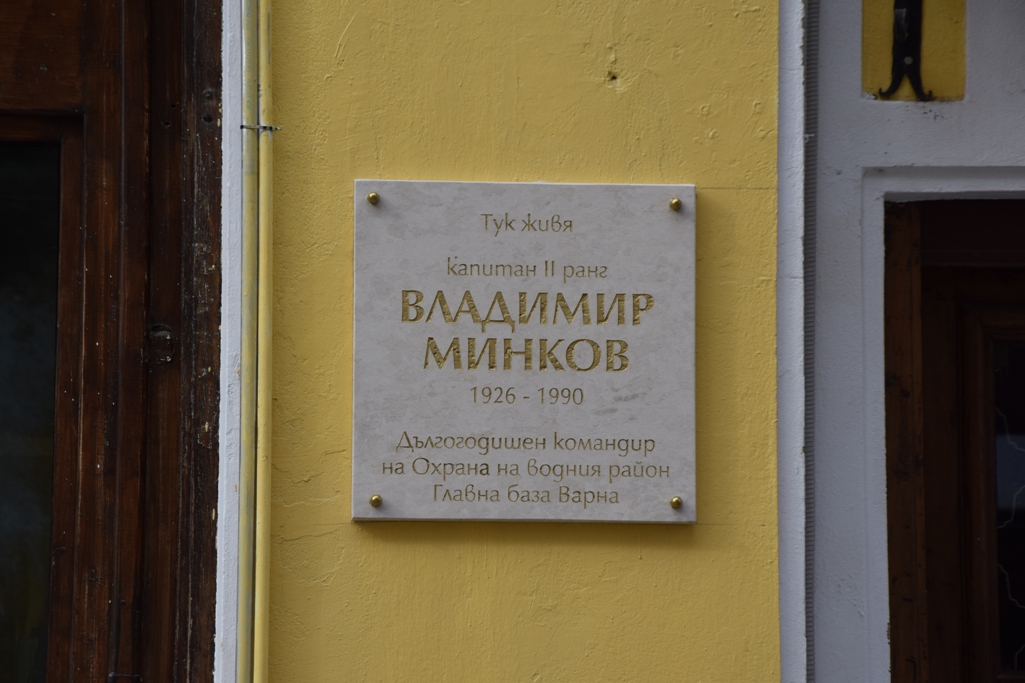 Тук живя
капитан II ранг
ВЛАДИМИР
МИНКОВ
1926 - 1990
Дългогодишен командир
на Охрана на водния район
Главна база Варна